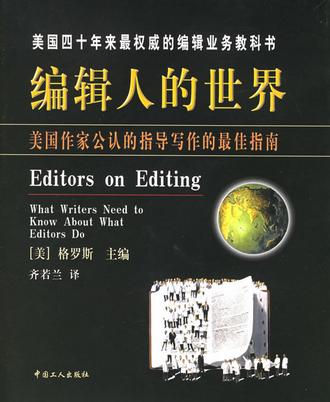 美国四十年来最权威的编辑业务教科书
编辑人的世界
美国作家公认的指导写作的最佳指南
Editors on Editing
What Writers Need to
Know About What
Editors Do
[美] 格罗斯 主编
齐若兰 译
中国工人出版社